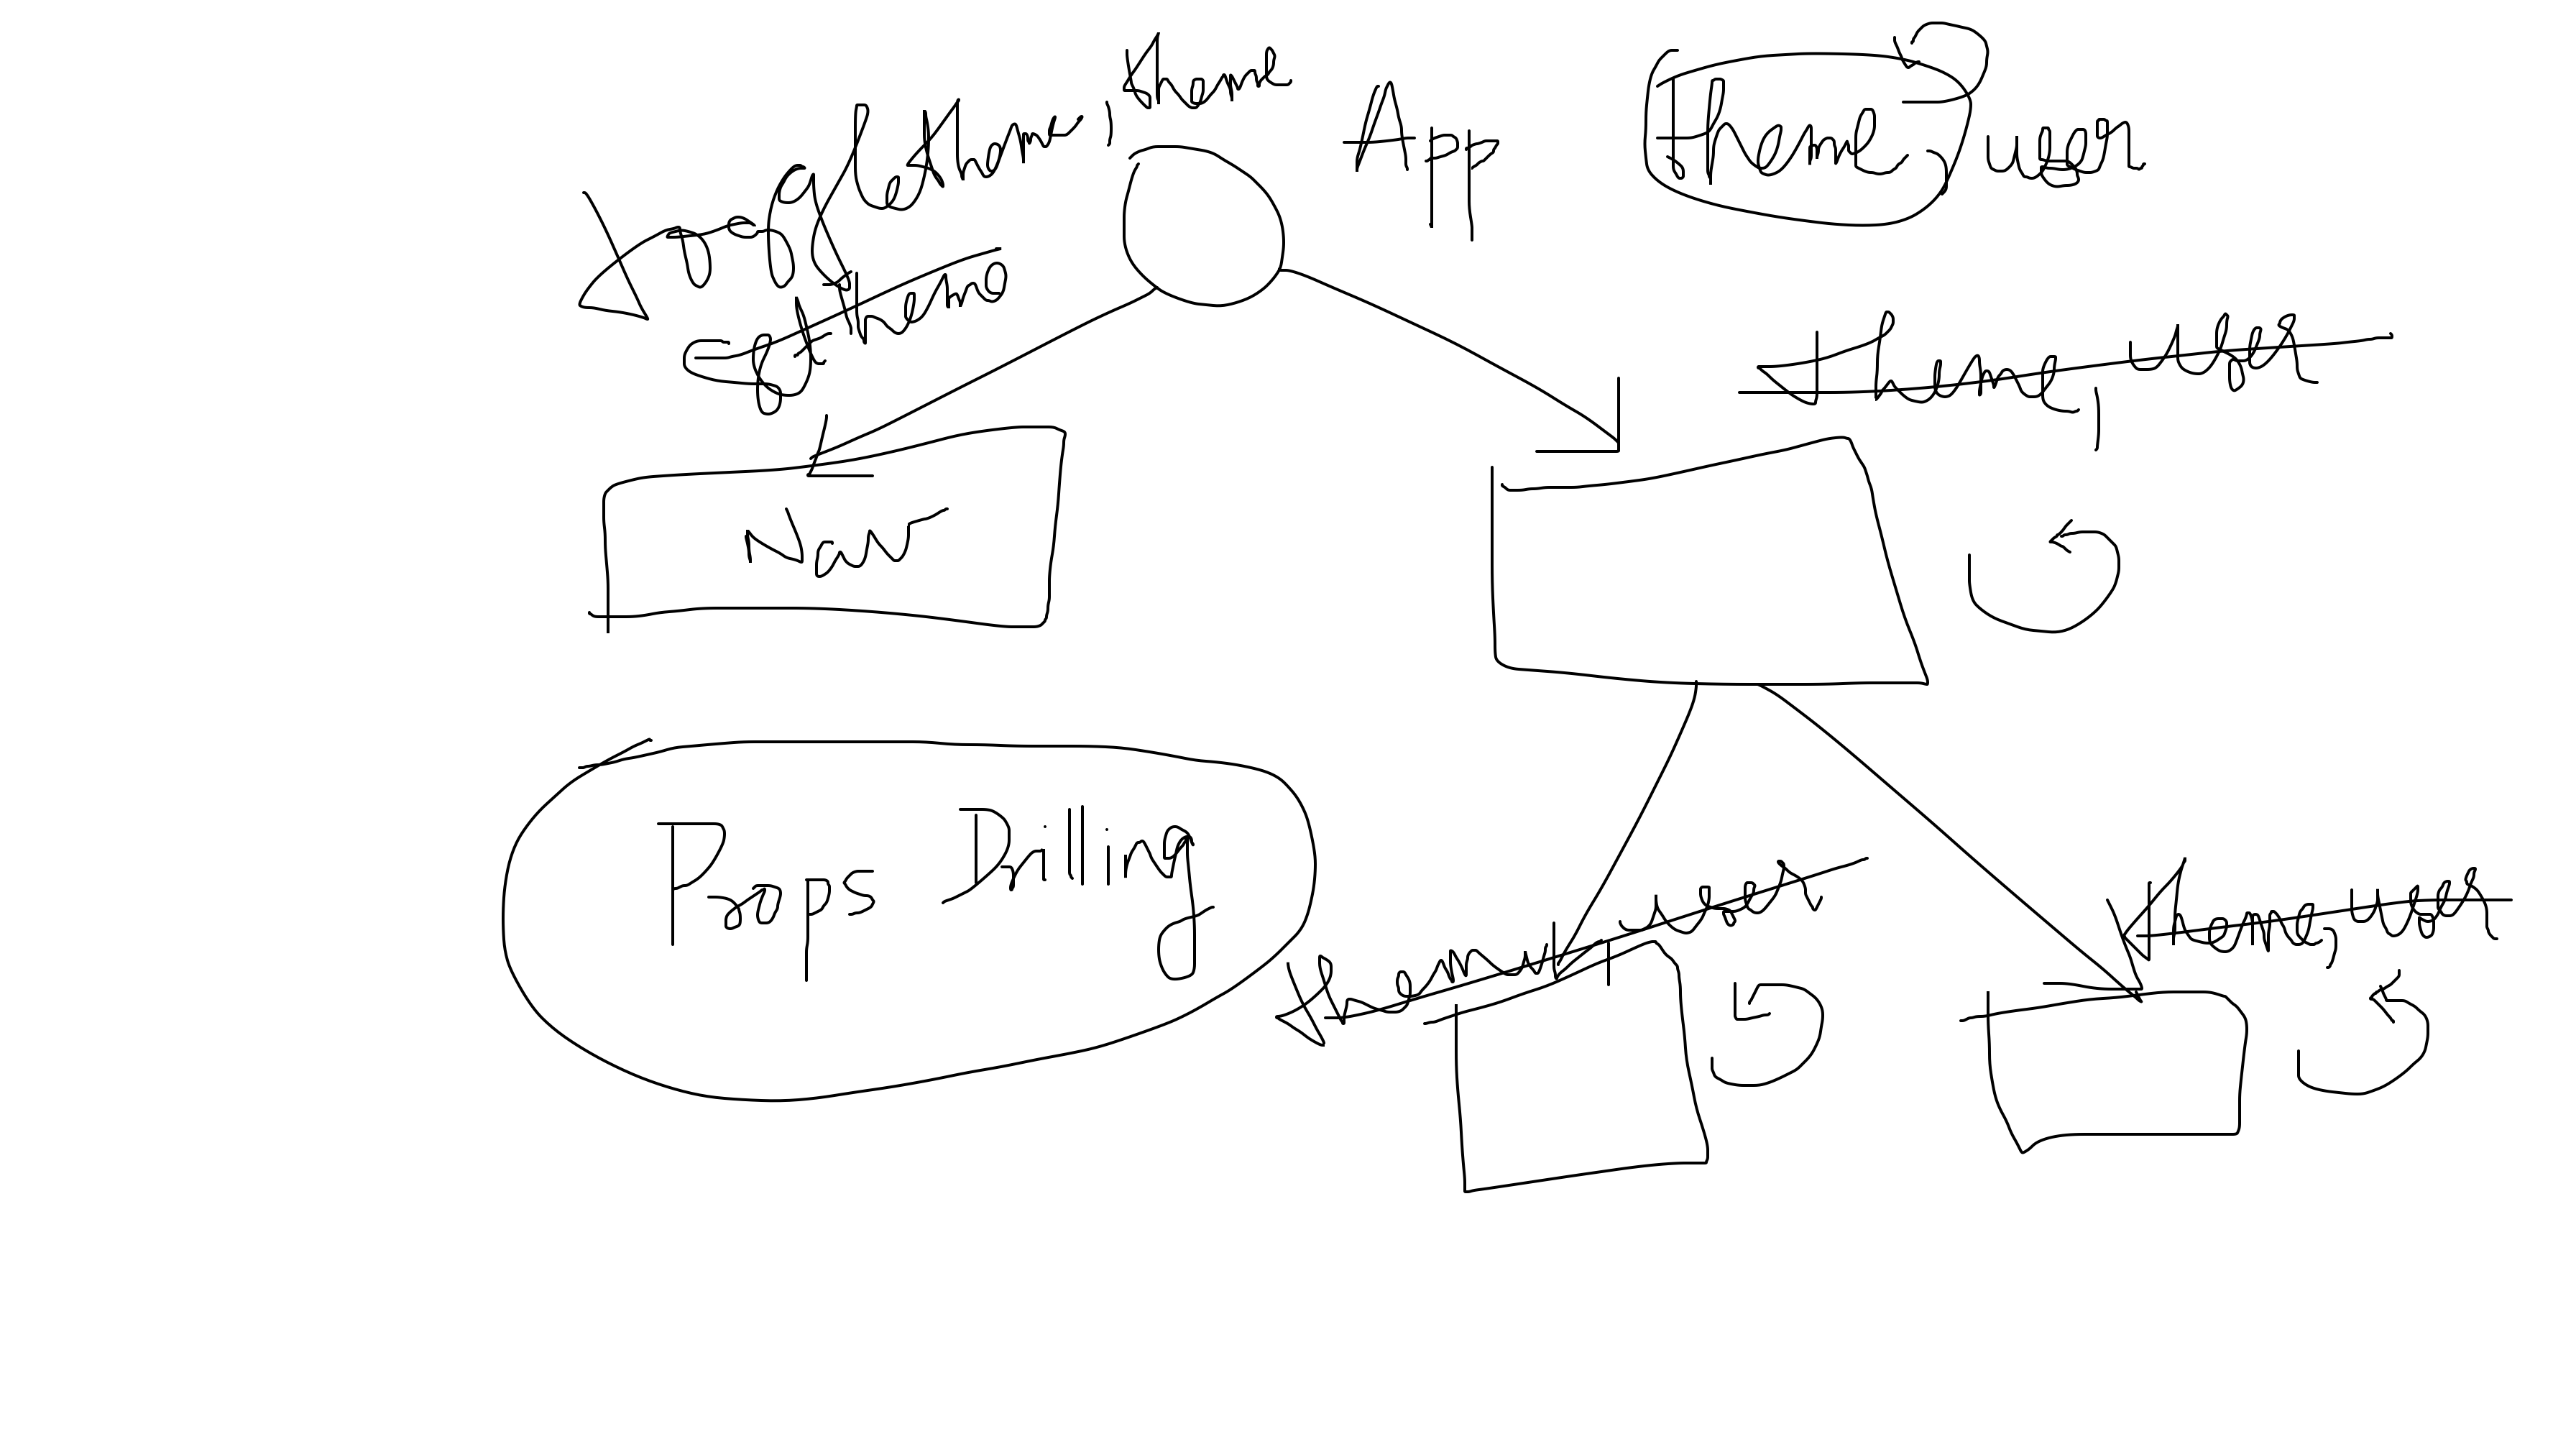 toggletheme, theme
App
theme, user
settheme
theme, user
Nav
Props Drilling
theme, user
theme, user